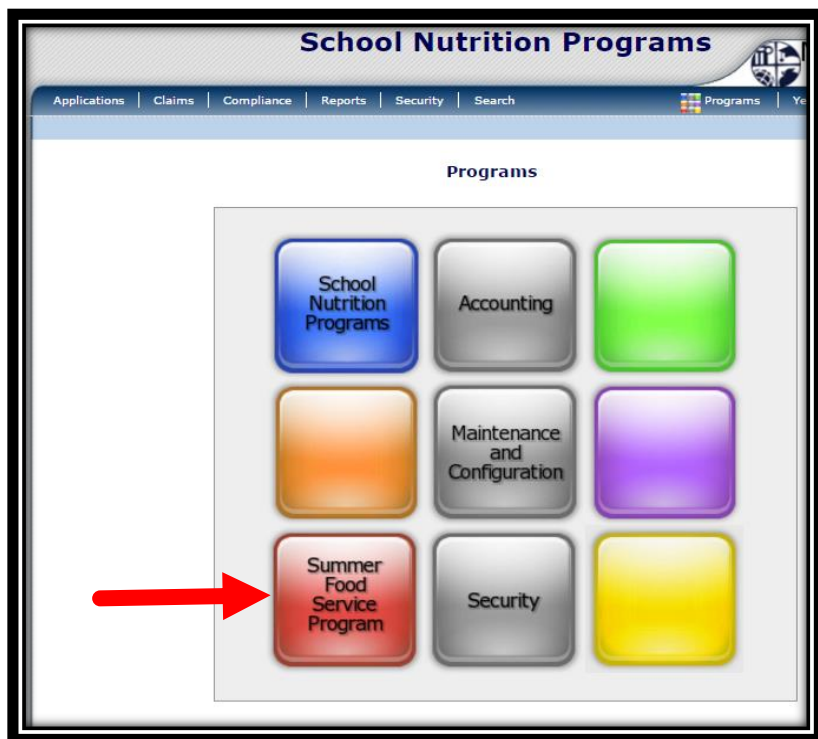 School Nutrition Programs
Applications | Claims | Compliance | Reports | Security | Search Programs
Programs
School
Nutrition
Programs
Accounting
Maintenance
and
Configuration
Summer
Food
Service
Program
Security